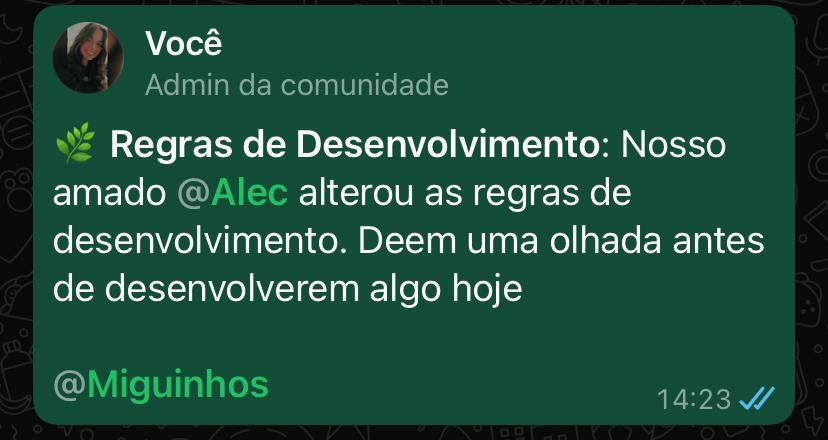 Você
Admin da comunidade
🌿 Regras de Desenvolvimento: Nosso
amado @Alec alterou as regras de
desenvolvimento. Deem uma olhada antes
de desenvolverem algo hoje
@Miguinhos
14:23